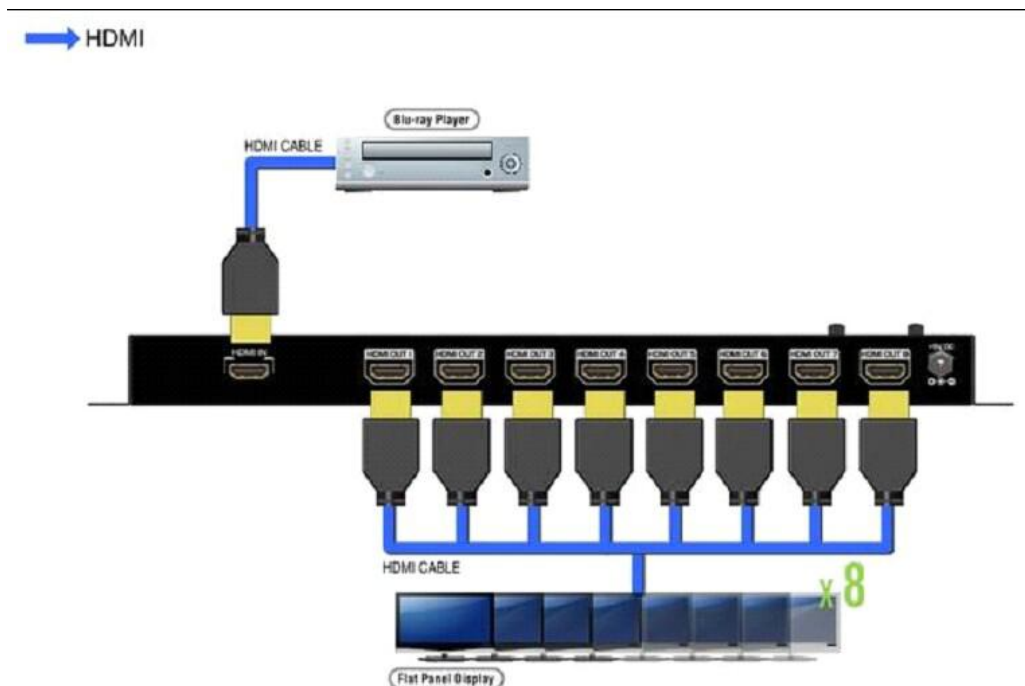 HDMI
Blu-ray Player
HDMI CABLE
HDMI IN
HDMI OUT 1
HDMI OUT 2
HDMI OUT 3
HDMI OUT 4
HDMI OUT 5
HDMI OUT 6
HDMI OUT 7
HDMI OUT 8
+5V DC
HDMI CABLE
x 8
Flat Panel Display